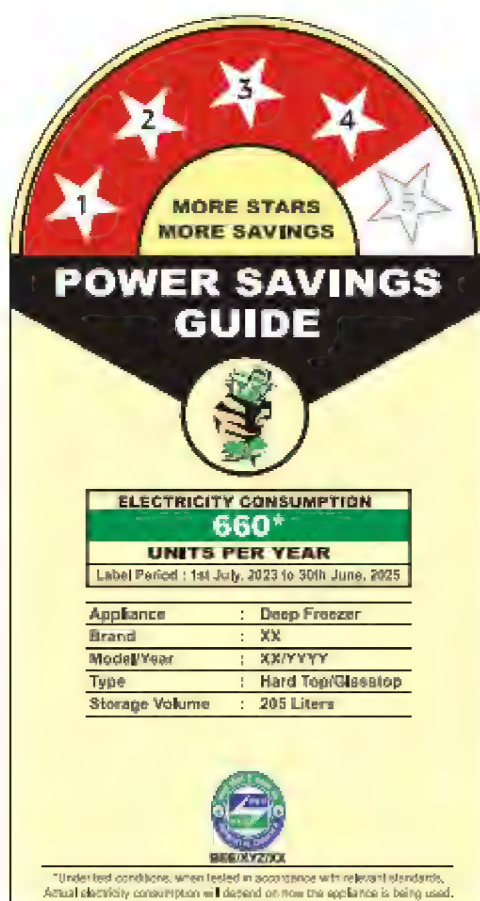 1 2 3 4 5
MORE STARS
MORE SAVINGS
POWER SAVINGS
GUIDE
ELECTRICITY CONSUMPTION
660*
UNITS PER YEAR
Label Period : 1st July, 2023 to 30th June, 2025
Appliance : Deep Freezer
Brand : XX
Model/Year : XX/YYYY
Type : Hard Top/Glasstop
Storage Volume : 205 Liters
BEE/XYZ/XX
*Under test conditions, when tested in accordance with relevant standards.
Actual electricity consumption will depend on how the appliance is being used.